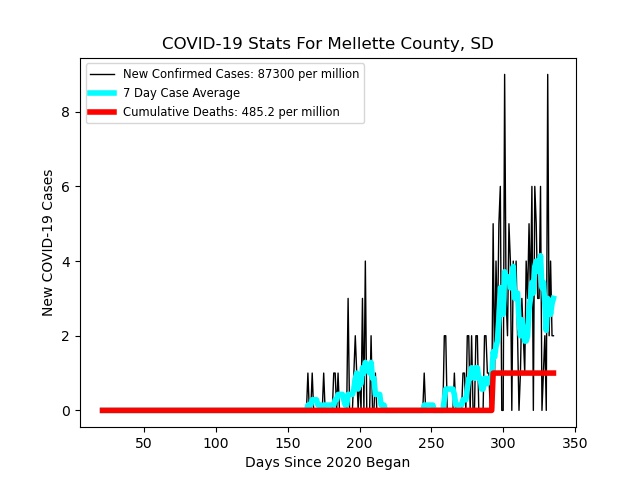 COVID-19 Stats For Mellette County, SD
New Confirmed Cases: 87300 per million
7 Day Case Average
Cumulative Deaths: 485.2 per million
New COVID-19 Cases
8
6
4
2
0
50 100 150 200 250 300 350
Days Since 2020 Began